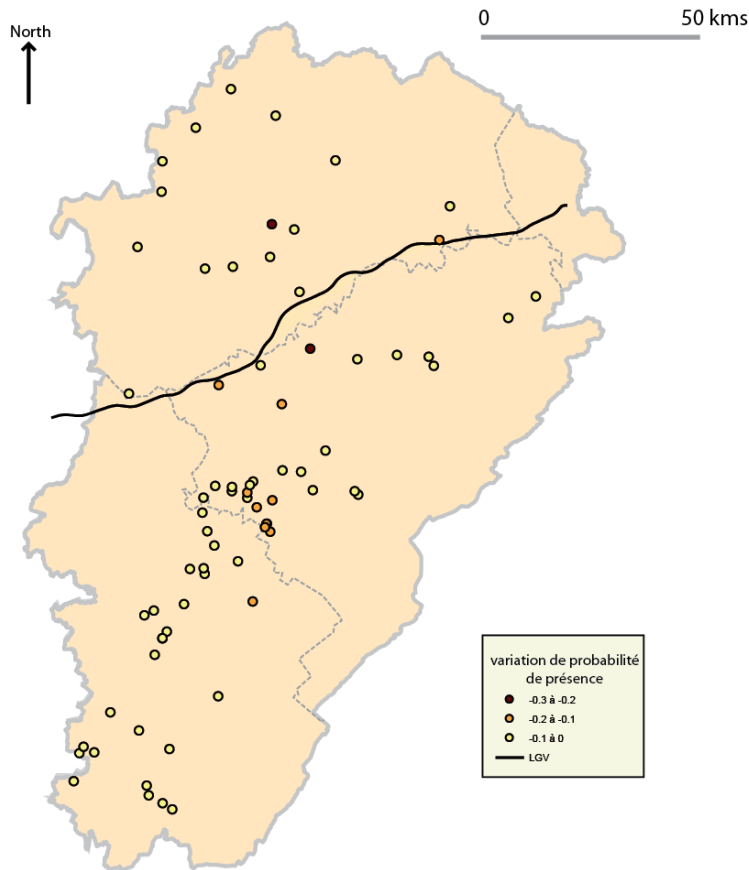 North
0 50 kms
variation de probabilité
de présence
-0.3 à -0.2
-0.2 à -0.1
-0.1 à 0
LGV